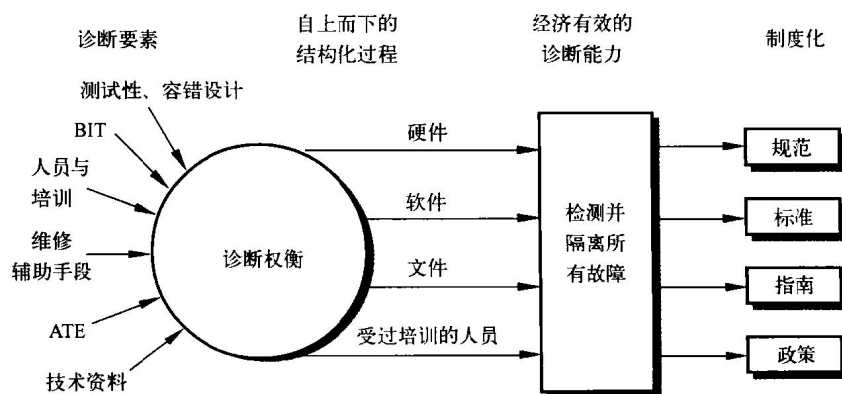 诊断要素
自上而下的
结构化过程
经济有效的
诊断能力
制度化
测试性、容错设计
BIT
人员与
培训
维修
辅助手段
ATE
技术资料
诊断权衡
硬件
软件
文件
受过培训的人员
检测并
隔离所
有故障
规范
标准
指南
政策